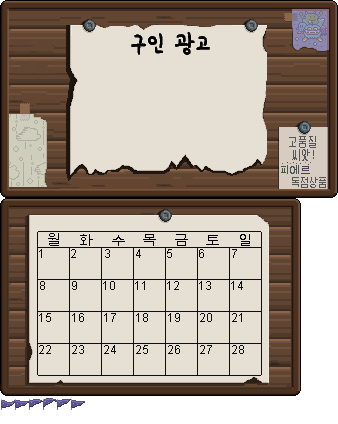 구인 광고
고품질
씨앗!
피에르
독점상품
월 화 수 목 금 토 일
1 2 3 4 5 6 7
8 9 10 11 12 13 14
15 16 17 18 19 20 21
22 23 24 25 26 27 28